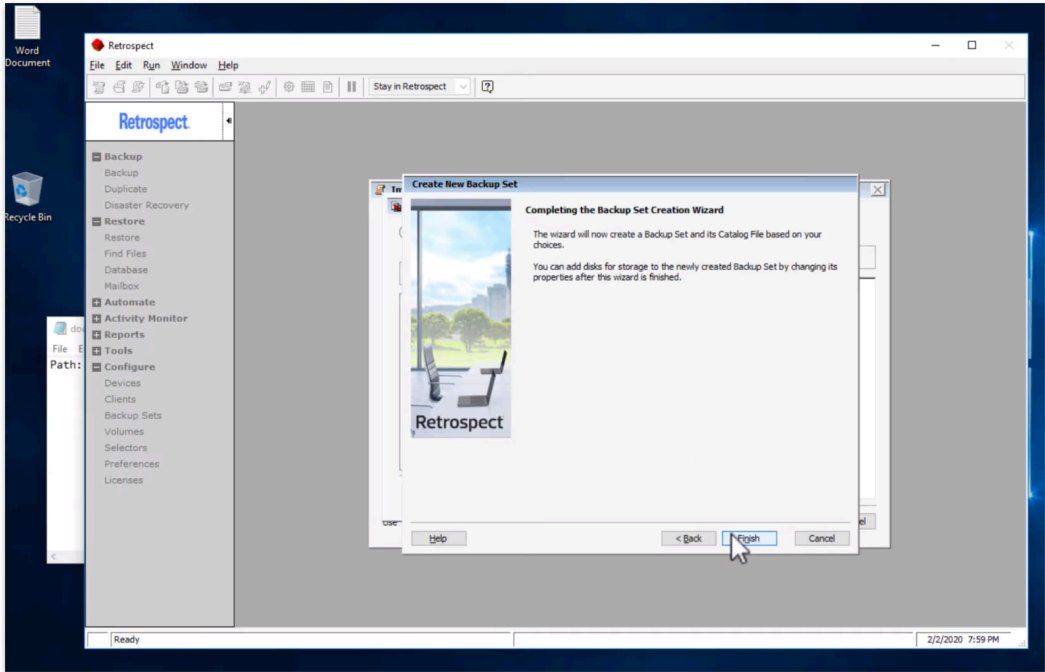 Word
Document
Recycle Bin
Retrospect
File Edit Run Window Help
Stay in Retrospect
Retrospect
Backup
Backup
Duplicate
Disaster Recovery
Restore
Restore
Find Files
Database
Mailbox
Automate
Activity Monitor
Reports
Tools
Configure
Devices
Clients
Backup Sets
Volumes
Selectors
Preferences
Licenses
File E
Path:
Create New Backup Set
Completing the Backup Set Creation Wizard
The wizard will now create a Backup Set and its Catalog File based on your
choices.
You can add disks for storage to the newly created Backup Set by changing its
properties after this wizard is finished.
Retrospect
Help
< Back
Finish
Cancel
Ready
2/2/2020 7:59 PM